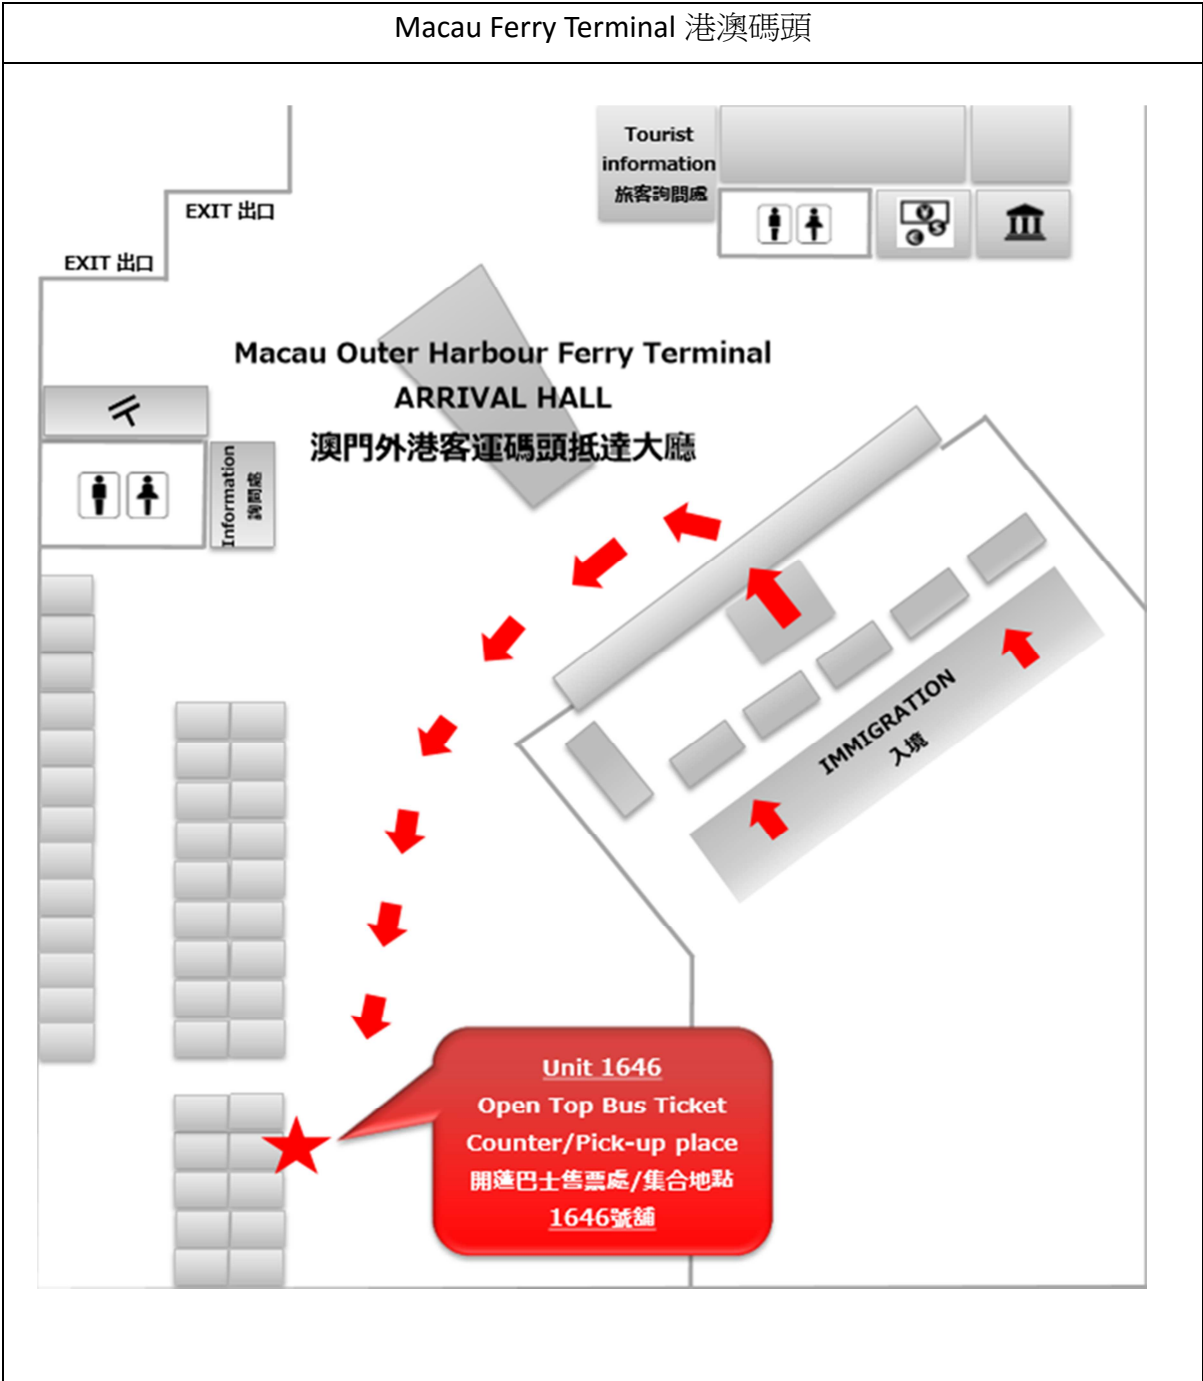 Macau Ferry Terminal 港澳碼頭
Tourist
information
旅客詢問處
EXIT 出口
EXIT 出口
Macau Outer Harbour Ferry Terminal
ARRIVAL HALL
澳門外港客運碼頭抵達大廳
Information
詢問處
IMMIGRATION
入境
Unit 1646
Open Top Bus Ticket
Counter/Pick-up place
開篷巴士售票處/集合地點
1646號舖